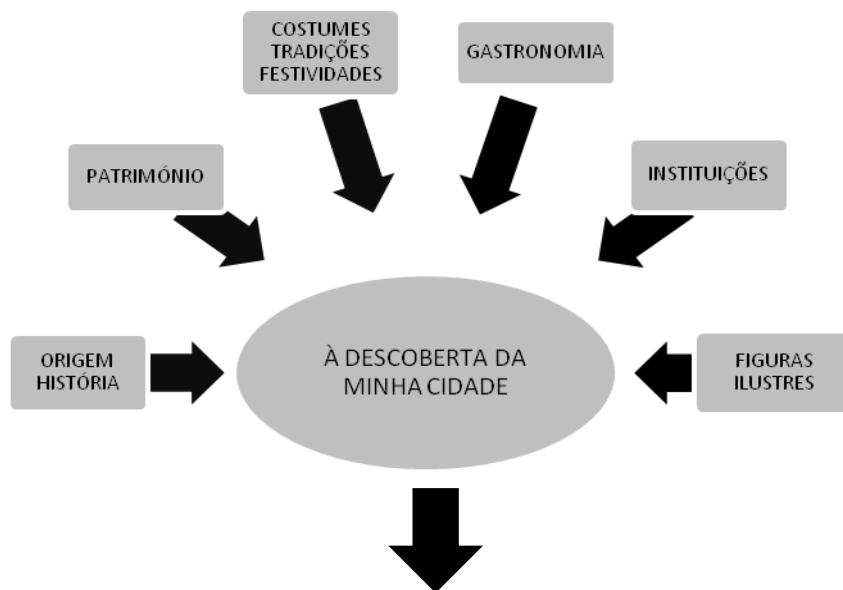 COSTUMES
TRADIÇÕES
FESTIVIDADES
GASTRONOMIA
PATRIMÓNIO
INSTITUIÇÕES
ORIGEM
HISTÓRIA
À DESCOBERTA DA
MINHA CIDADE
FIGURAS
ILUSTRES